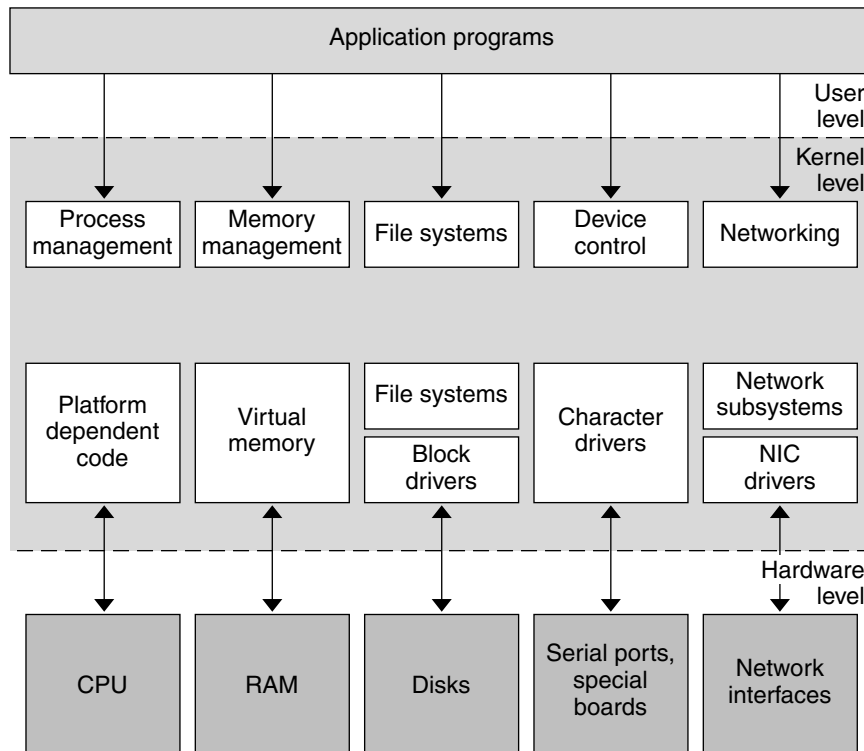 Application programs
User
level
Kernel
level
Process
management
Memory
management
File systems
Device
control
Networking
Platform
dependent
code
Virtual
memory
File systems
Block
drivers
Character
drivers
Network
subsystems
NIC
drivers
Hardware
level
CPU
RAM
Disks
Serial ports,
special
boards
Network
interfaces